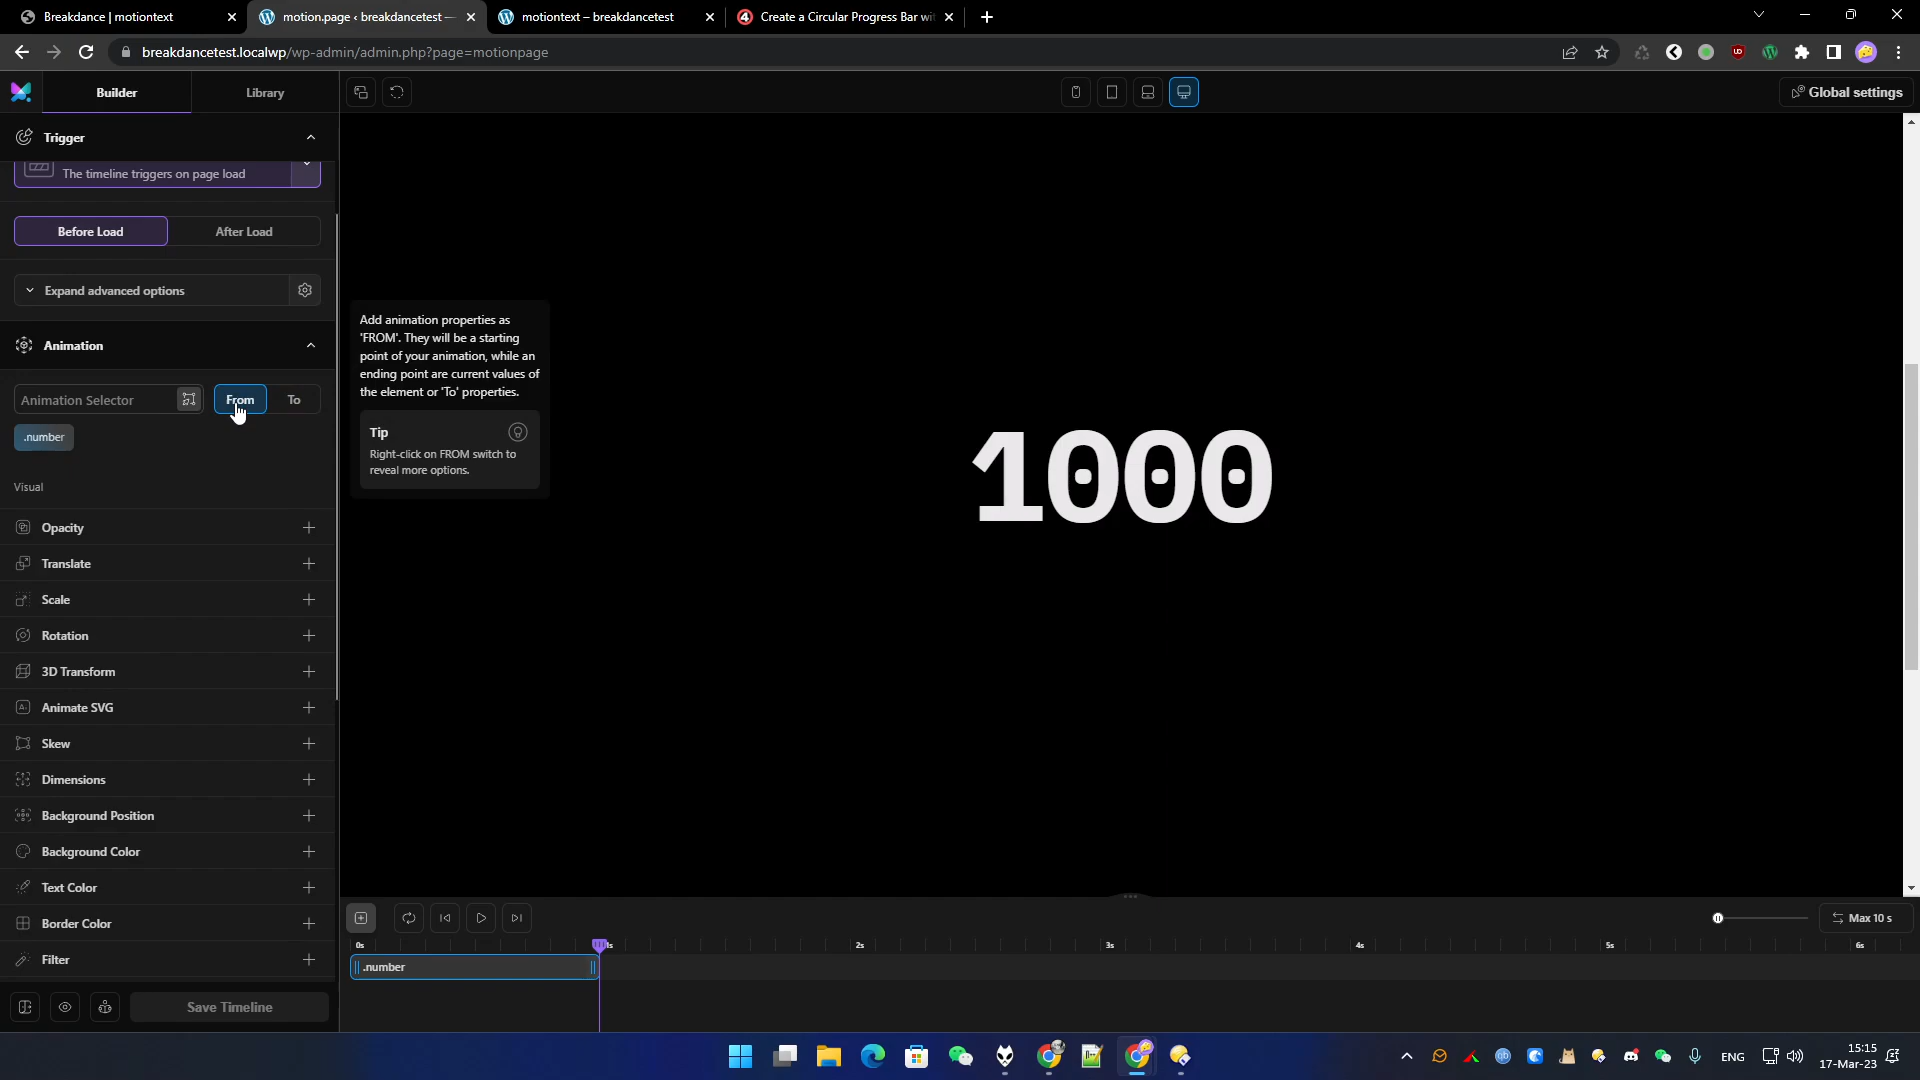 Breakdance | motiontext
motion.page ‹ breakdancetest —
motiontext – breakdancetest
Create a Circular Progress Bar wi
breakdancetest.localwp/wp-admin/admin.php?page=motionpage
Builder
Library
Global settings
Trigger
The timeline triggers on page load
Before Load
After Load
Expand advanced options
Animation
Animation Selector
From
To
.number
Add animation properties as
'FROM'. They will be a starting
point of your animation, while an
ending point are current values of
the element or 'To' properties.
Tip
Right-click on FROM switch to
reveal more options.
1000
Visual
Opacity
Translate
Scale
Rotation
3D Transform
Animate SVG
Skew
Dimensions
Background Position
Background Color
Text Color
Border Color
Filter
Save Timeline
Max 10 s
0s
1s
2s
3s
4s
5s
6s
.number
ENG
15:15
17-Mar-23